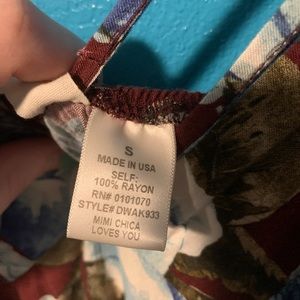 S
MADE IN USA
SELF:
100% RAYON
RN# 0101070
STYLE# DWAK933
MIMI CHICA
LOVES YOU